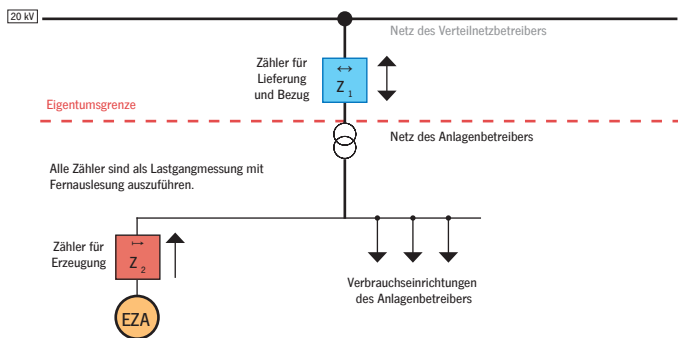 20 kV
Netz des Verteilnetzbetreibers
Zähler für
Lieferung
und Bezug
↔
Z 1
Eigentumsgrenze
Netz des Anlagenbetreibers
Alle Zähler sind als Lastgangmessung mit
Fernauslesung auszuführen.
Zähler für
Erzeugung
↦
Z 2
Verbrauchseinrichtungen
des Anlagenbetreibers
EZA